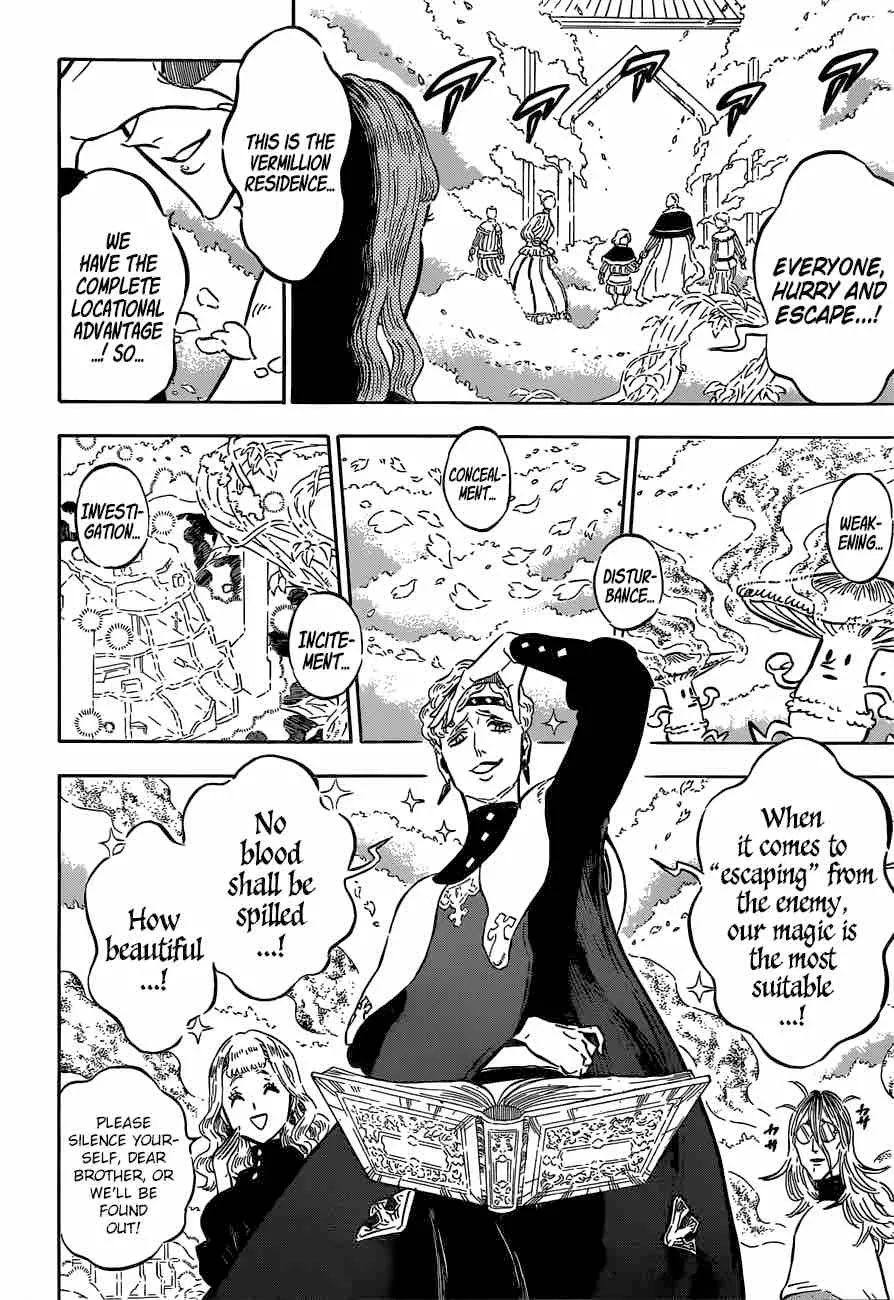 EVERYONE,
HURRY AND
ESCAPE...!
THIS IS THE
VERMILLION
RESIDENCE...
WE
HAVE THE
COMPLETE
LOCATIONAL
ADVANTAGE
...! SO...
WEAK-
ENING...
DISTUR-
BANCE...
CONCEAL-
MENT...
INCITE-
MENT...
INVESTI-
GATION...
When
it comes to
"escaping" from
the enemy,
our magic is
the most
suitable
...!
No
blood
shall be
spilled
...!
How
beautiful
...!
PLEASE
SILENCE YOUR-
SELF, DEAR
BROTHER, OR
WE'LL BE
FOUND
OUT!